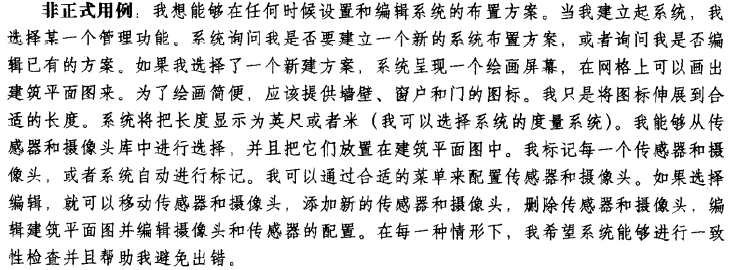 非正式用例：我想能够在任何时候设置和编辑系统的布置方案。当我建立起系统，我
选择某一个管理功能。系统询问我是否要建立一个新的系统布置方案，或者询问我是否编
辑已有的方案。如果我选择了一个新建方案，系统呈现一个绘画屏幕，在网格上可以画出
建筑平面图来。为了绘画简便，应该提供墙壁、窗户和门的图标。我只是将图标伸展到合
适的长度。系统将把长度显示为英尺或者米（我可以选择系统的度量系统）。我能够从传
感器和摄像头库中进行选择，并且把它们放置在建筑平面图中。我标记每一个传感器和摄
像头，或者系统自动进行标记。我可以通过合适的菜单来配置传感器和摄像头。如果选择
编辑，就可以移动传感器和摄像头，添加新的传感器和摄像头，删除传感器和摄像头，编
辑建筑平面图并编辑摄像头和传感器的配置。在每一种情形下，我希望系统能够进行一致
性检查并且帮助我避免出错。